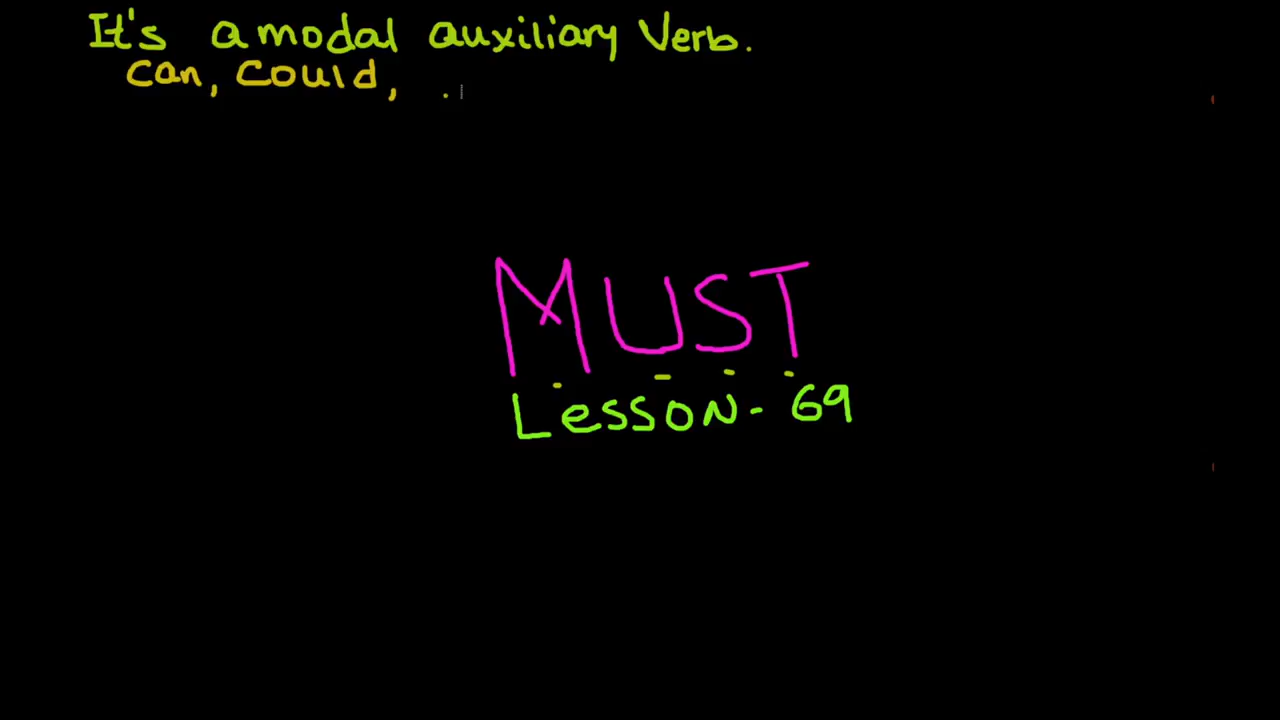 It's a modal auxiliary Verb.
Can, Could, .
MUST
Lesson - 69